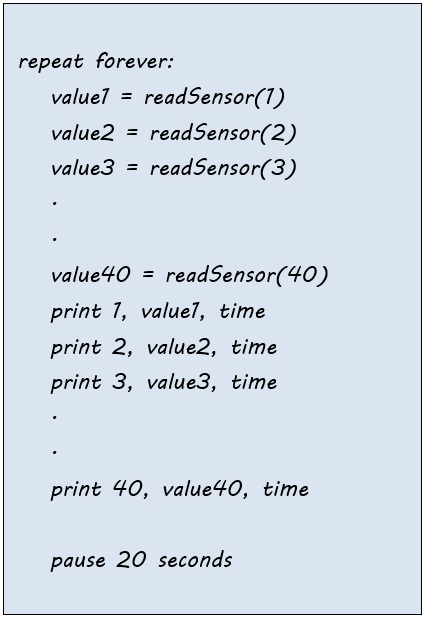 repeat forever:
value1 = readSensor(1)
value2 = readSensor(2)
value3 = readSensor(3)
.
.
value40 = readSensor(40)
print 1, value1, time
print 2, value2, time
print 3, value3, time
.
.
print 40, value40, time
pause 20 seconds